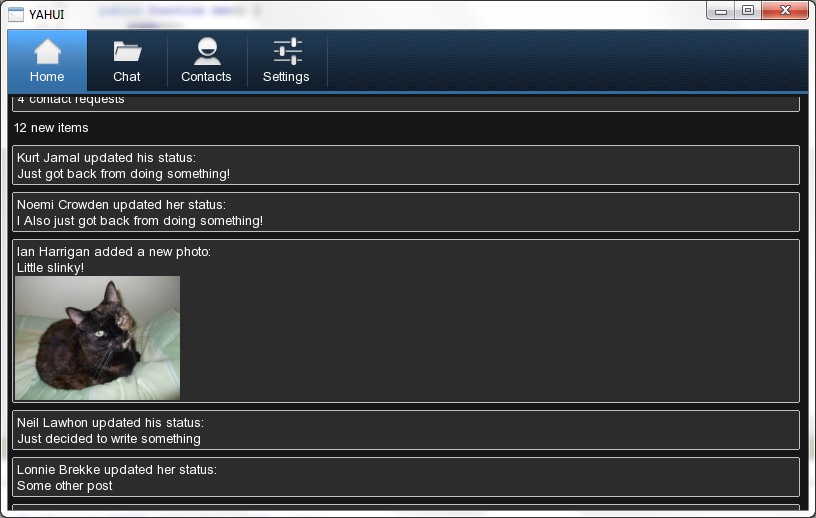 YAHUI
Home
Chat
Contacts
Settings
4 contact requests
12 new items
Kurt Jamal updated his status:
Just got back from doing something!
Noemi Crowden updated her status:
I Also just got back from doing something!
Ian Harrigan added a new photo:
Little slinky!
Neil Lawhon updated his status:
Just decided to write something
Lonnie Brekke updated her status:
Some other post